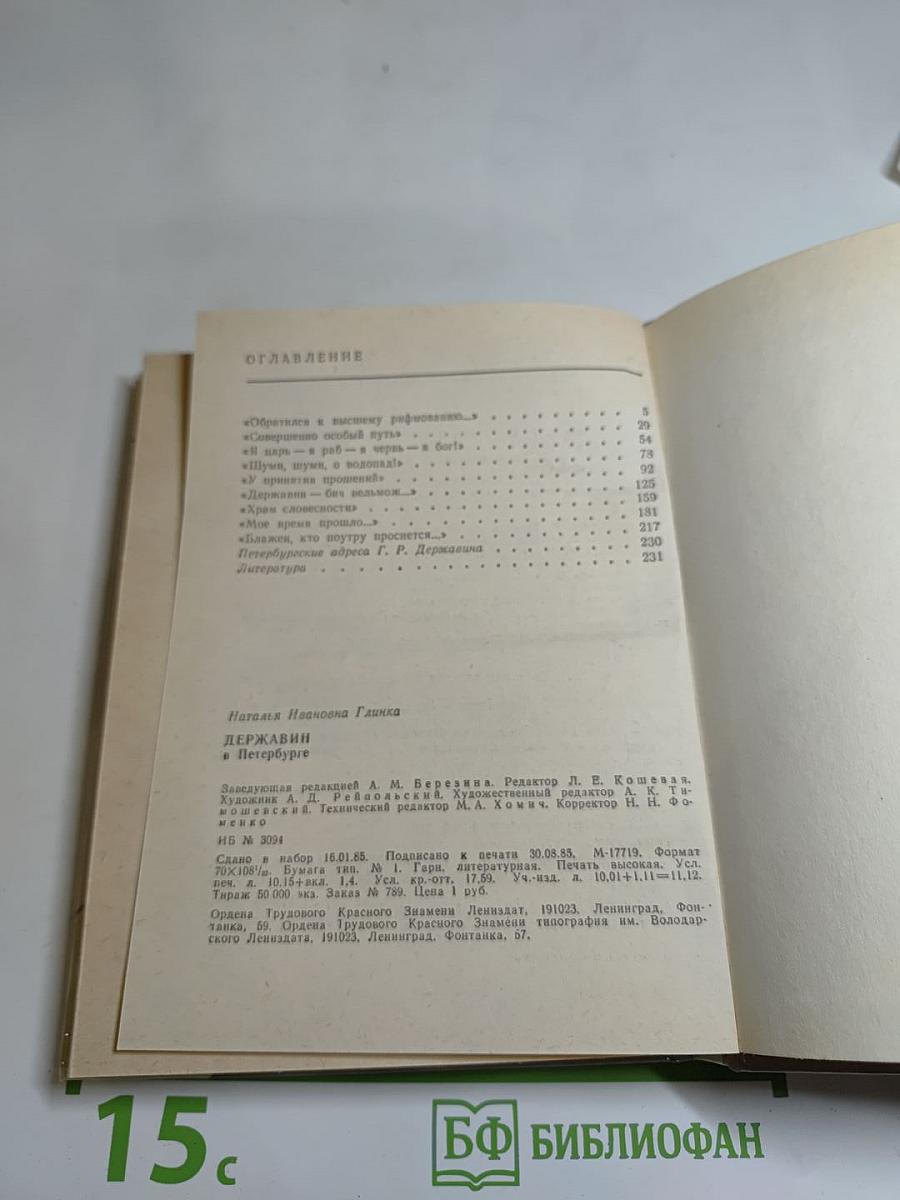 ОГЛАВЛЕНИЕ
«Обратился к высшему рифмованию...» . . . . . . . . . 5
«Совершенно особый путь» . . . . . . . . . . . 29
«Я царь — я раб — я червь — я бог!» . . . . . . . . 54
«Шуми, шуми, о водопад!» . . . . . . . . . . . 78
«У принятия прошений» . . . . . . . . . . . . 92
«Державин — бич вельмож...» . . . . . . . . . . 125
«Храм словесности» . . . . . . . . . . . . . 159
«Мое время прошло...» . . . . . . . . . . . . 181
«Блажен, кто поутру проснется...» . . . . . . . . . 217
Петербургские адреса Г. Р. Державина . . . . . . . 230
Литература . . . . . . . . . . . . . . . 231
Наталья Ивановна Глинка
ДЕРЖАВИН
в Петербурге
Заведующая редакцией А. М. Березина. Редактор Л. Е. Кошевая.
Художник А. Д. Рейпольский. Художественный редактор А. К. Ти-
мошевский. Технический редактор М. А. Хомич. Корректор Н. Н. Фо-
менко
ИБ № 3094
Сдано в набор 16.01.85. Подписано к печати 30.08.85. М-17719. Формат
70×108¹/₃₂. Бумага тип. № 1. Гарн. литературная. Печать высокая. Усл.
печ. л. 10,15+вкл. 1,4. Усл. кр.-отт. 17,59. Уч.-изд. л. 10,01+1,11=11,12.
Тираж 50 000 экз. Заказ № 789. Цена 1 руб.
Ордена Трудового Красного Знамени Лениздат, 191023, Ленинград, Фон-
танка, 59. Ордена Трудового Красного Знамени типография им. Володар-
ского Лениздата, 191023, Ленинград, Фонтанка, 57.
15 с
БФ БИБЛИОФАН